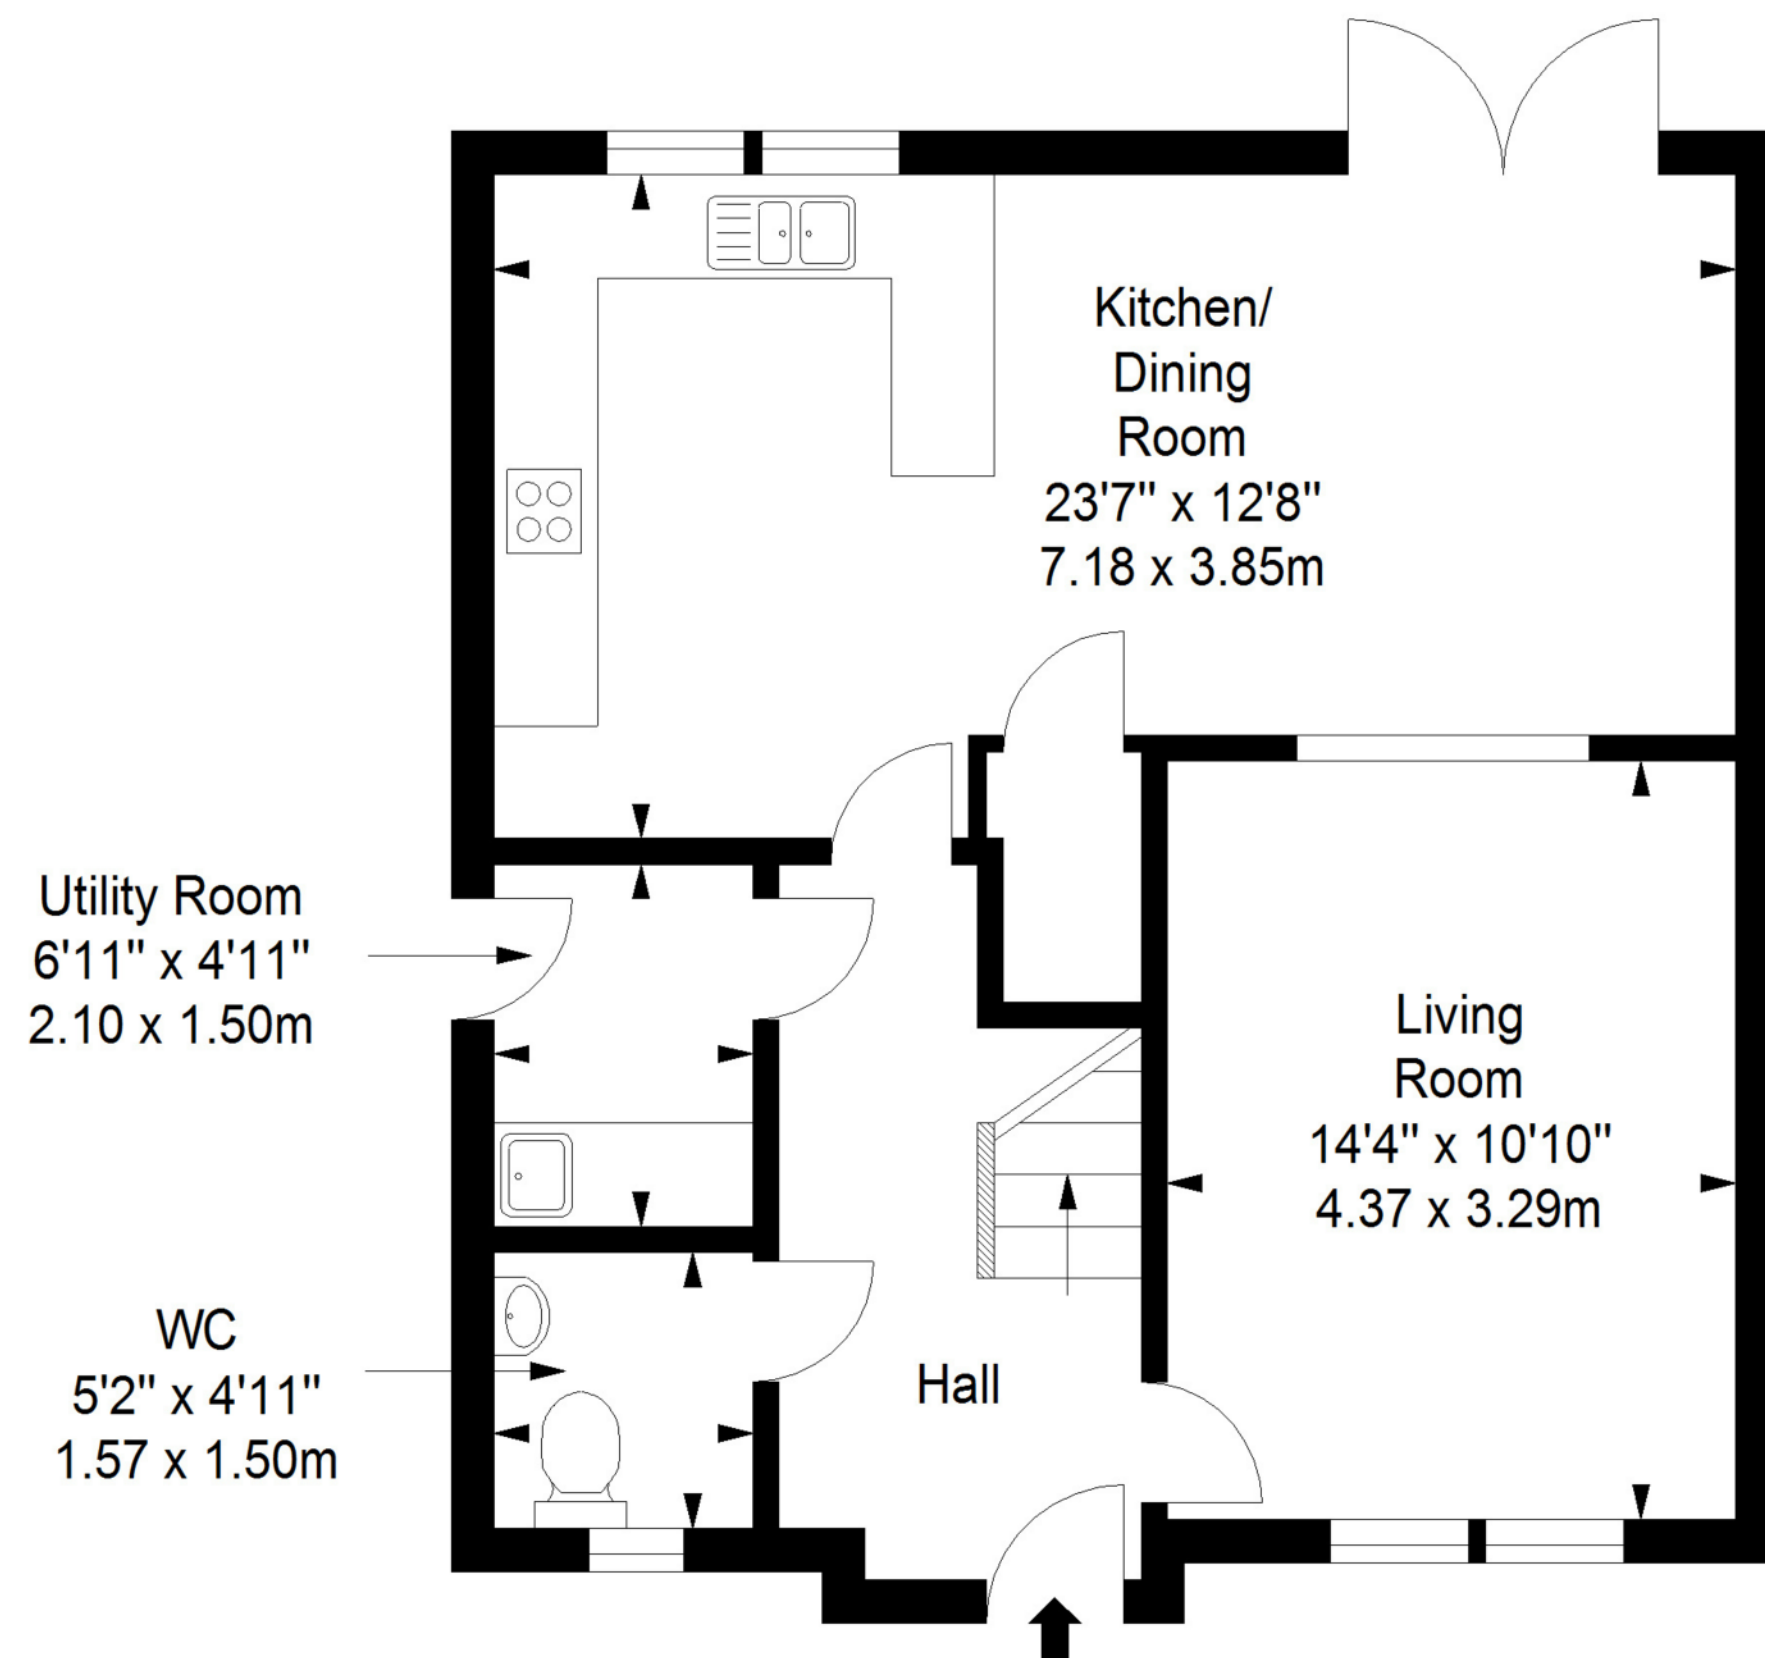 Kitchen/
Dining
Room
23'7" x 12'8"
7.18 x 3.85m
Utility Room
6'11" x 4'11"
2.10 x 1.50m
Living
Room
14'4" x 10'10"
4.37 x 3.29m
WC
5'2" x 4'11"
1.57 x 1.50m
Hall